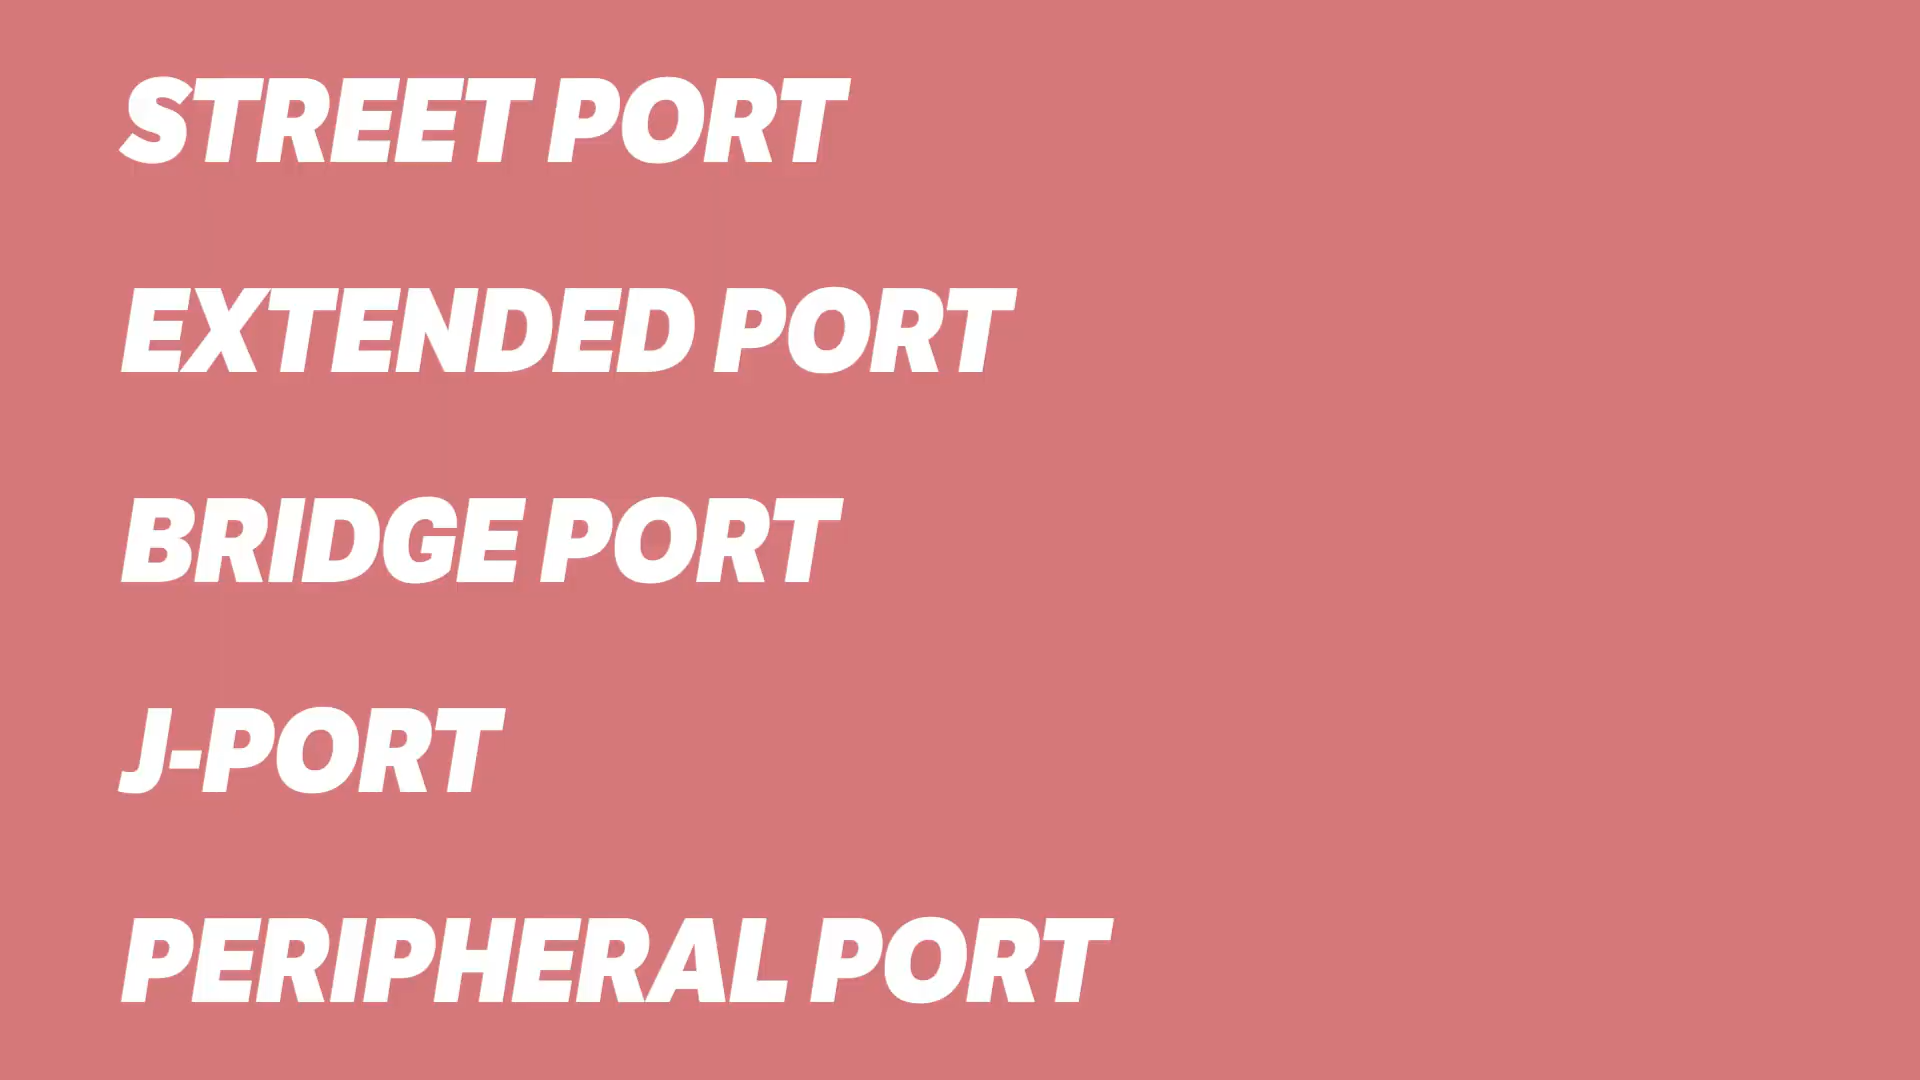 STREET PORT
EXTENDED PORT
BRIDGE PORT
J-PORT
PERIPHERAL PORT